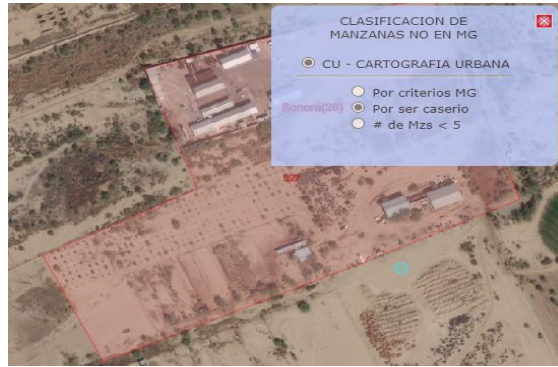 CLASIFICACION DE
MANZANAS NO EN MG
CU - CARTOGRAFIA URBANA
Por criterios MG
Sonora(26)
Por ser caserio
# de Mzs < 5